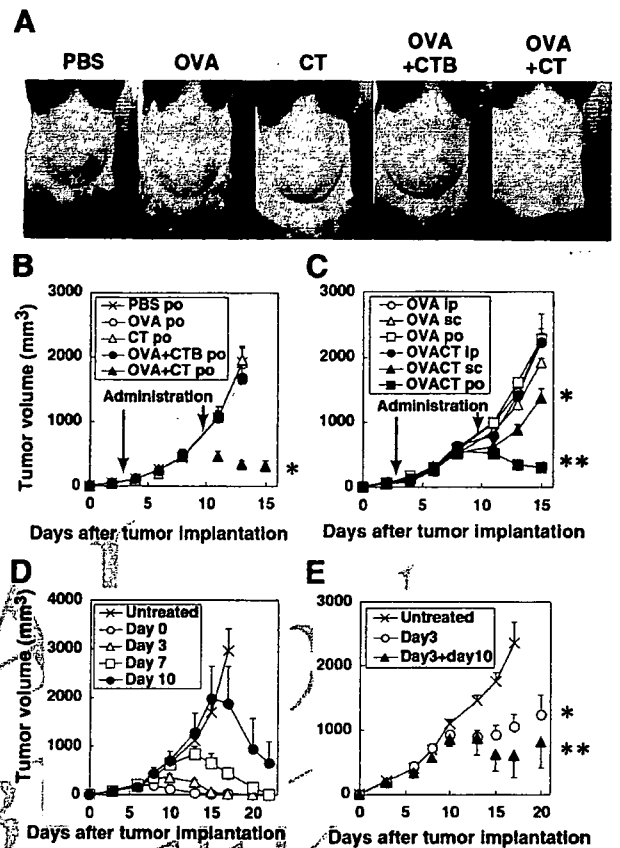 A
PBS OVA CT OVA +CTB OVA +CT
B
3000
2000
1000
0
Tumor volume (mm3)
PBS po
OVA po
CT po
OVA+CTB po
OVA+CT po
Administration
*
0 5 10 15
Days after tumor implantation
C
3000
2000
1000
0
OVA ip
OVA sc
OVA po
OVACT ip
OVACT sc
OVACT po
Administration
*
**
0 5 10 15
Days after tumor implantation
D
4000
3000
2000
1000
0
Tumor volume (mm3)
Untreated
Day 0
Day 3
Day 7
Day 10
0 5 10 15 20
Days after tumor implantation
E
3000
2000
1000
0
Untreated
Day3
Day3+day10
*
**
0 5 10 15 20
Days after tumor implantation